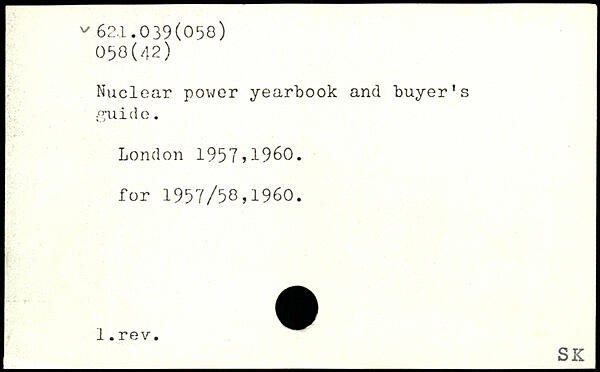 621.039(058)
058(42)
Nuclear power yearbook and buyer's
guide.
London 1957,1960.
for 1957/58,1960.
1.rev.
SK